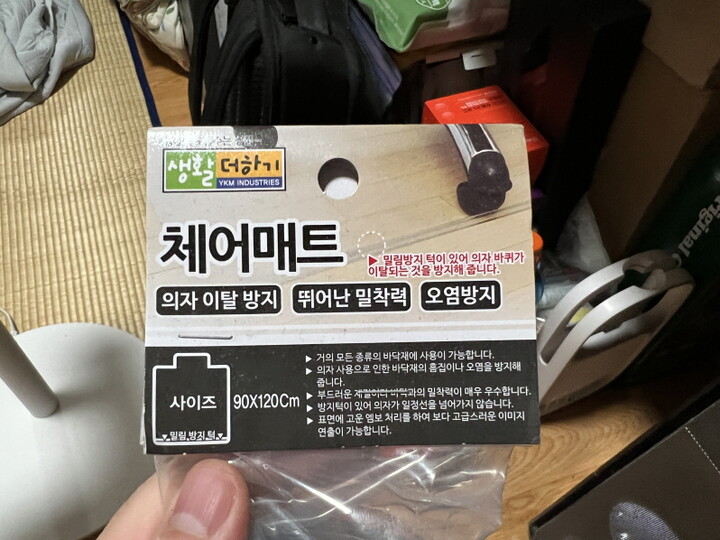 생활 더하기
YKM INDUSTRIES
체어매트
▶ 밀림방지 턱이 있어 의자 바퀴가
이탈되는 것을 방지해 줍니다.
의자 이탈 방지 뛰어난 밀착력 오염방지
▶ 거의 모든 종류의 바닥재에 사용이 가능합니다.
▶ 의자 사용으로 인한 바닥재의 흠집이나 오염을 방지해
줍니다.
▶ 부드러운 재질이라 바닥과의 밀착력이 매우 우수합니다.
▶ 방지턱이 있어 의자가 일정선을 넘어가지 않습니다.
▶ 표면에 고운 엠보 처리를 하여 보다 고급스러운 이미지
연출이 가능합니다.
사이즈 90X120Cm
▼밀림 방지 턱▼
riginal